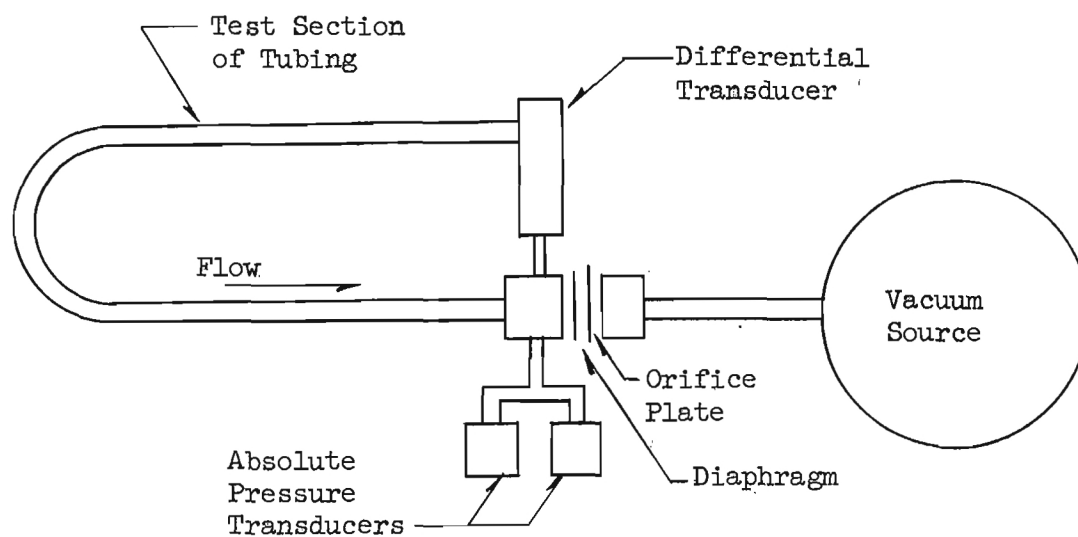 Test Section
of Tubing
Differential
Transducer
Flow
Vacuum
Source
Orifice
Plate
Diaphragm
Absolute
Pressure
Transducers